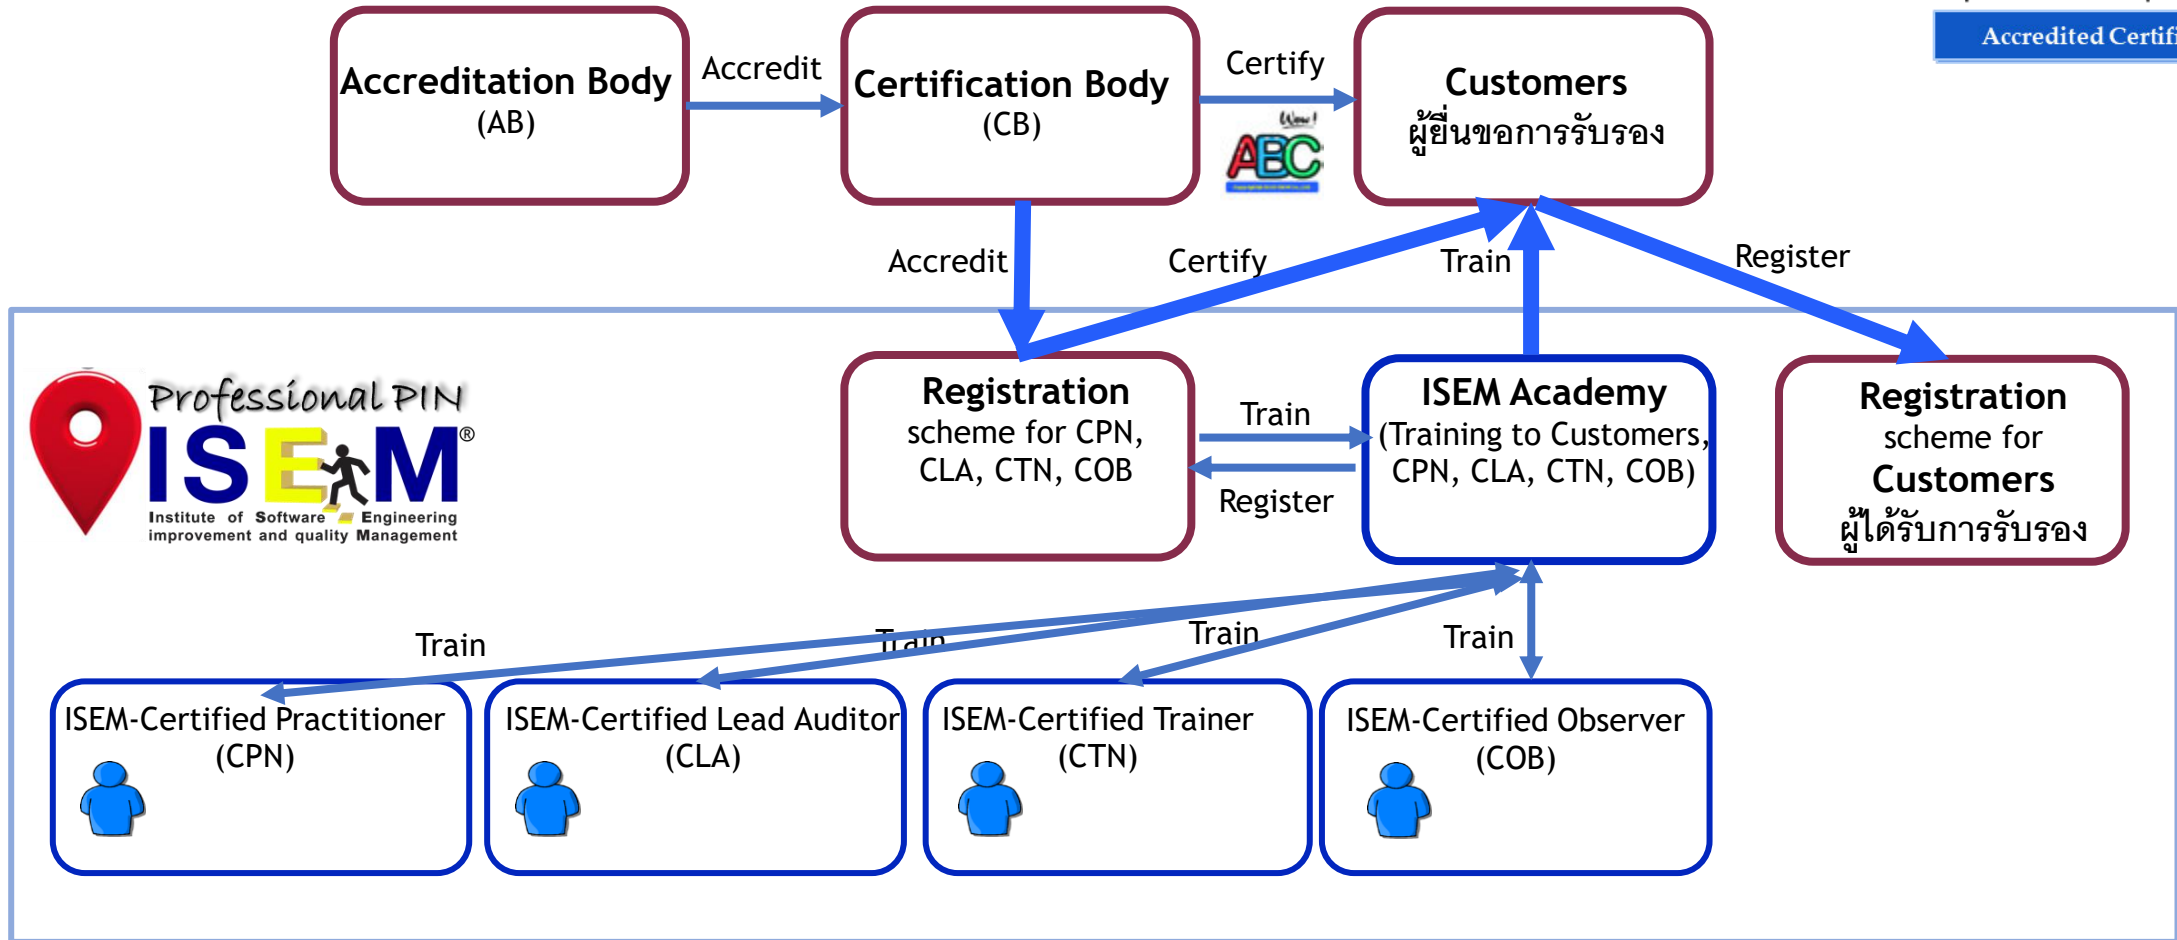 Accredited Certifi
Accreditation Body
(AB)
Accredit
Certification Body
(CB)
Certify
Wow!
ABC
Customers
ผู้ยื่นขอการรับรอง
Accredit
Certify
Train
Register
Professional PIN
ISEM®
Institute of Software Engineering
improvement and quality Management
Registration
scheme for CPN,
CLA, CTN, COB
Train
Register
ISEM Academy
(Training to Customers,
CPN, CLA, CTN, COB)
Registration
scheme for
Customers
ผู้ได้รับการรับรอง
Train
Train
Train
Train
ISEM-Certified Practitioner
(CPN)
ISEM-Certified Lead Auditor
(CLA)
ISEM-Certified Trainer
(CTN)
ISEM-Certified Observer
(COB)